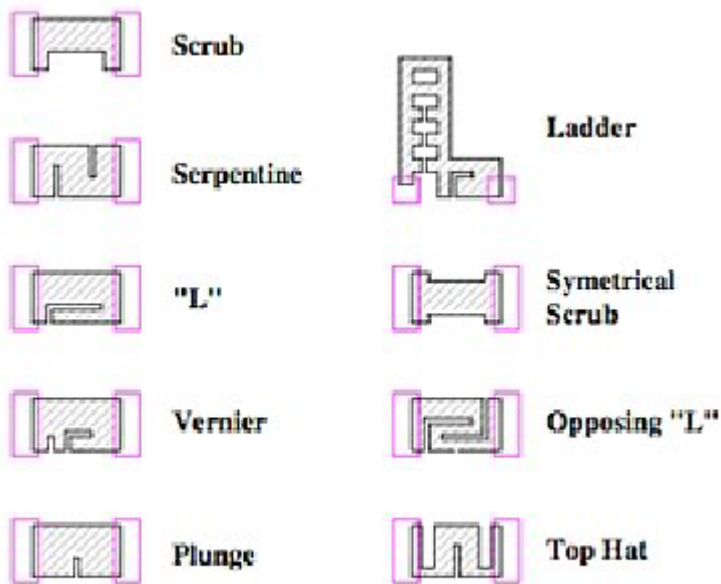 Scrub
Serpentine
"L"
Vernier
Plunge
Ladder
Symetrical
Scrub
Opposing "L"
Top Hat